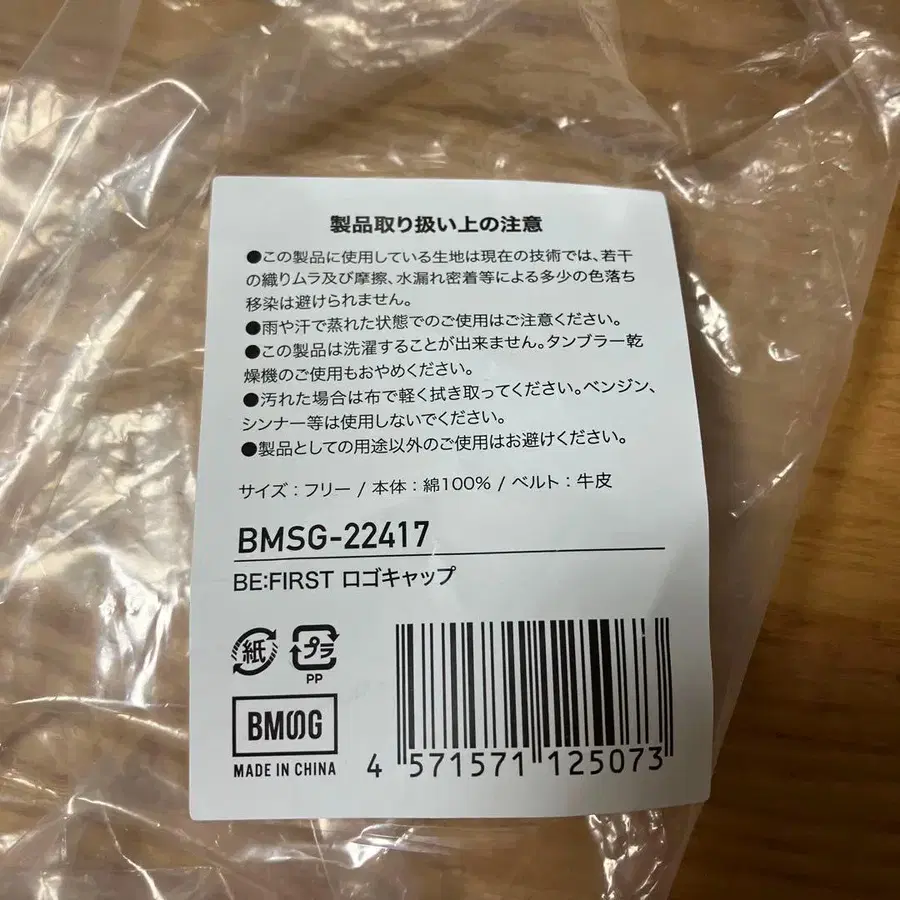 製品取り扱い上の注意
●この製品に使用している生地は現在の技術では、若干
の織りムラ及び摩擦、水漏れ密着等による多少の色落ち
移染は避けられません。
●雨や汗で蒸れた状態でのご使用はご注意ください。
●この製品は洗濯することが出来ません。タンブラー乾
燥機のご使用もおやめください。
●汚れた場合は布で軽く拭き取ってください。ベンジン、
シンナー等は使用しないでください。
●製品としての用途以外のご使用はお避けください。
サイズ：フリー / 本体：綿100% / ベルト：牛皮
BMSG-22417
BE:FIRST ロゴキャップ
紙 プラ
PP
BMSG
MADE IN CHINA
4 571571 125073